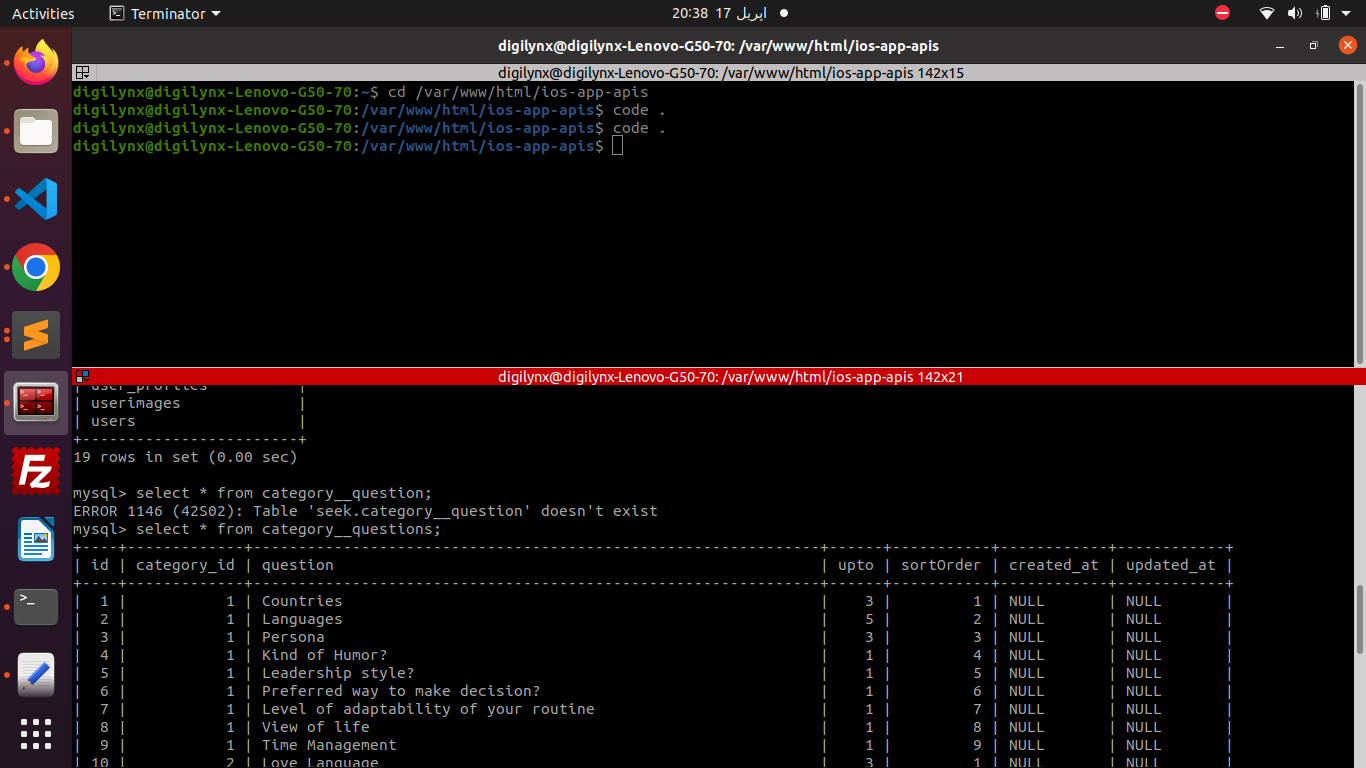 Activities Terminator 20:38 17 اپریل
digilynx@digilynx-Lenovo-G50-70: /var/www/html/ios-app-apis
digilynx@digilynx-Lenovo-G50-70: /var/www/html/ios-app-apis 142x15
digilynx@digilynx-Lenovo-G50-70:~$ cd /var/www/html/ios-app-apis
digilynx@digilynx-Lenovo-G50-70:/var/www/html/ios-app-apis$ code .
digilynx@digilynx-Lenovo-G50-70:/var/www/html/ios-app-apis$ code .
digilynx@digilynx-Lenovo-G50-70:/var/www/html/ios-app-apis$
digilynx@digilynx-Lenovo-G50-70: /var/www/html/ios-app-apis 142x21
| user_profiles |
| userimages |
| users |
+------------------------+
19 rows in set (0.00 sec)
mysql> select * from category__question;
ERROR 1146 (42S02): Table 'seek.category__question' doesn't exist
mysql> select * from category__questions;
+-----+-------------+---------------------------------------------------------------+------+-----------+------------+------------+
| id | category_id | question | upto | sortOrder | created_at | updated_at |
+-----+-------------+---------------------------------------------------------------+------+-----------+------------+------------+
| 1 | 1 | Countries | 3 | 1 | NULL | NULL |
| 2 | 1 | Languages | 5 | 2 | NULL | NULL |
| 3 | 1 | Persona | 3 | 3 | NULL | NULL |
| 4 | 1 | Kind of Humor? | 1 | 4 | NULL | NULL |
| 5 | 1 | Leadership style? | 1 | 5 | NULL | NULL |
| 6 | 1 | Preferred way to make decision? | 1 | 6 | NULL | NULL |
| 7 | 1 | Level of adaptability of your routine | 1 | 7 | NULL | NULL |
| 8 | 1 | View of life | 1 | 8 | NULL | NULL |
| 9 | 1 | Time Management | 1 | 9 | NULL | NULL |
| 10 | 2 | Love Language | 3 | 1 | NULL | NULL |